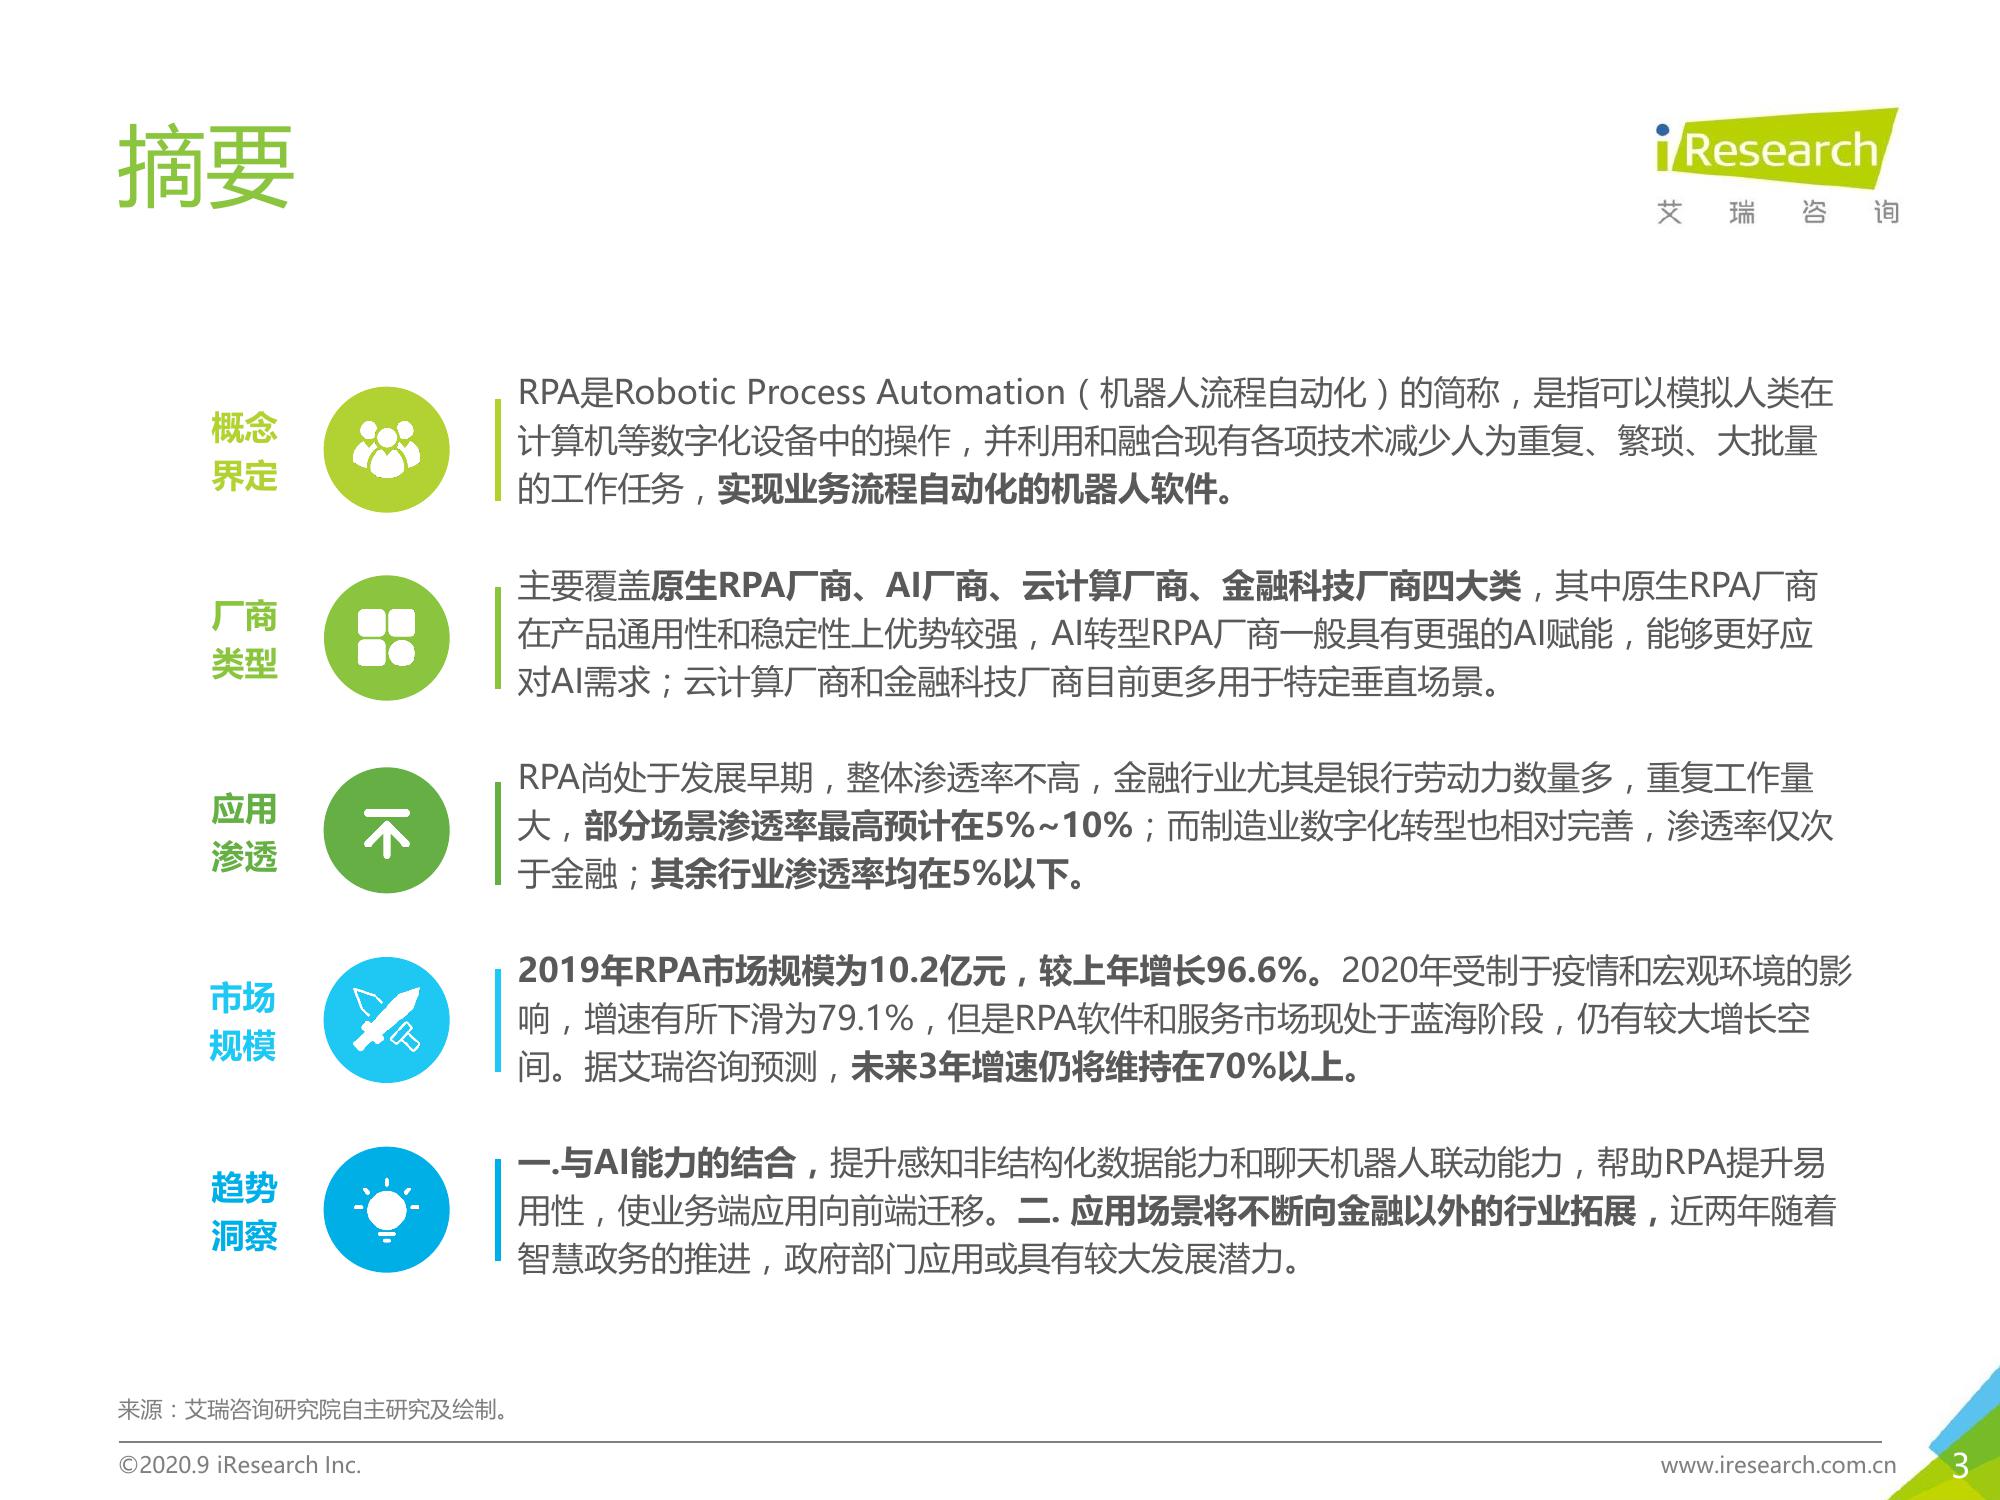 摘要
iResearch
艾瑞咨询
概念
界定
RPA是Robotic Process Automation（机器人流程自动化）的简称，是指可以模拟人类在
计算机等数字化设备中的操作，并利用和融合现有各项技术减少人为重复、繁琐、大批量
的工作任务，实现业务流程自动化的机器人软件。
厂商
类型
主要覆盖原生RPA厂商、AI厂商、云计算厂商、金融科技厂商四大类，其中原生RPA厂商
在产品通用性和稳定性上优势较强，AI转型RPA厂商一般具有更强的AI赋能，能够更好应
对AI需求；云计算厂商和金融科技厂商目前更多用于特定垂直场景。
应用
渗透
RPA尚处于发展早期，整体渗透率不高，金融行业尤其是银行劳动力数量多，重复工作量
大，部分场景渗透率最高预计在5%~10%；而制造业数字化转型也相对完善，渗透率仅次
于金融；其余行业渗透率均在5%以下。
市场
规模
2019年RPA市场规模为10.2亿元，较上年增长96.6%。2020年受制于疫情和宏观环境的影
响，增速有所下滑为79.1%，但是RPA软件和服务市场现处于蓝海阶段，仍有较大增长空
间。据艾瑞咨询预测，未来3年增速仍将维持在70%以上。
趋势
洞察
一.与AI能力的结合，提升感知非结构化数据能力和聊天机器人联动能力，帮助RPA提升易
用性，使业务端应用向前端迁移。二. 应用场景将不断向金融以外的行业拓展，近两年随着
智慧政务的推进，政府部门应用或具有较大发展潜力。
来源：艾瑞咨询研究院自主研究及绘制。
©2020.9 iResearch Inc.
www.iresearch.com.cn
3